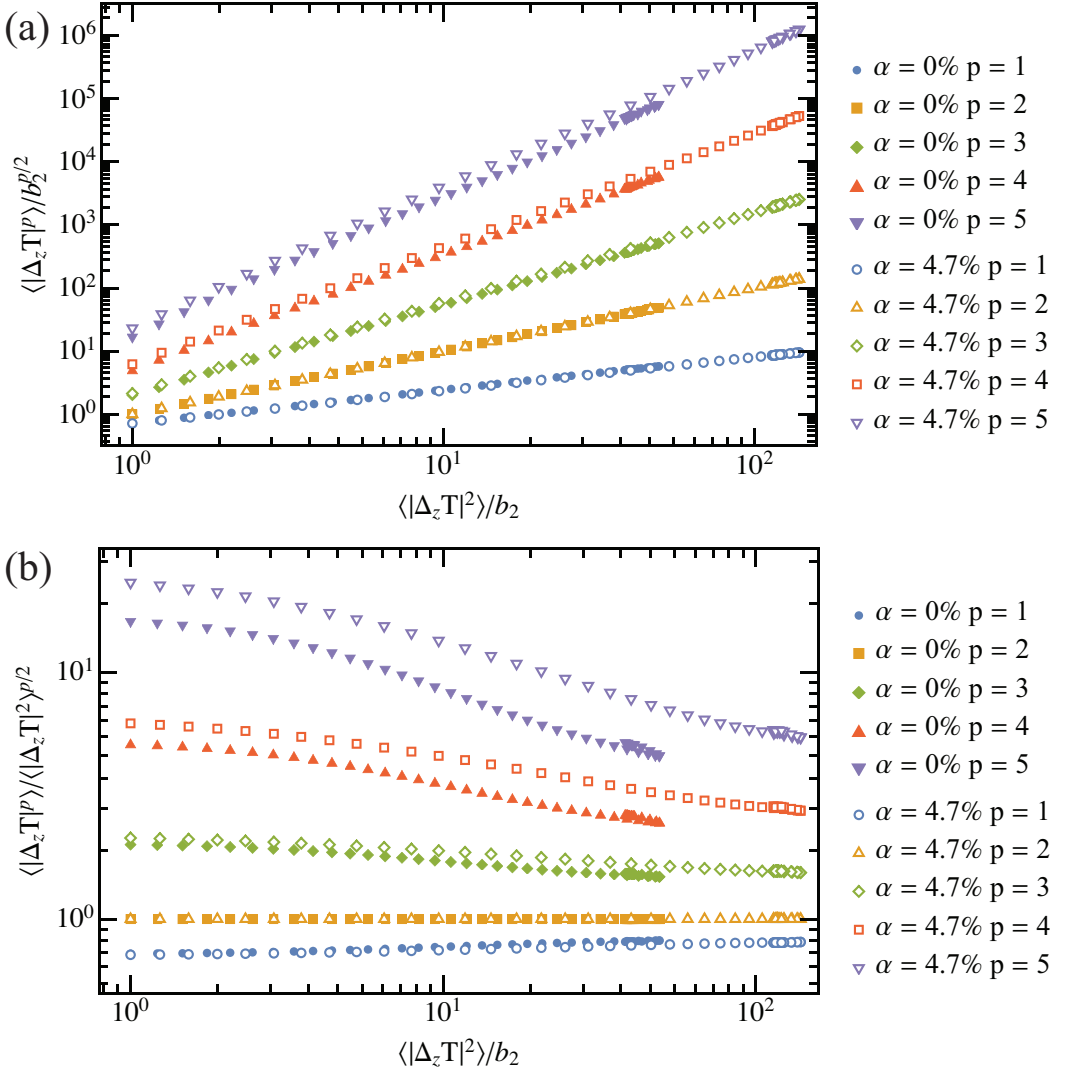 (a)
10^6
10^5
10^4
10^3
10^2
10^1
10^0
⟨|Δ_zT|^p⟩/b_2^{p/2}
10^0 10^1 10^2
⟨|Δ_zT|^2⟩/b_2
α = 0% p = 1
α = 0% p = 2
α = 0% p = 3
α = 0% p = 4
α = 0% p = 5
α = 4.7% p = 1
α = 4.7% p = 2
α = 4.7% p = 3
α = 4.7% p = 4
α = 4.7% p = 5
(b)
10^1
10^0
⟨|Δ_zT|^p⟩/⟨|Δ_zT|^2⟩^{p/2}
10^0 10^1 10^2
⟨|Δ_zT|^2⟩/b_2
α = 0% p = 1
α = 0% p = 2
α = 0% p = 3
α = 0% p = 4
α = 0% p = 5
α = 4.7% p = 1
α = 4.7% p = 2
α = 4.7% p = 3
α = 4.7% p = 4
α = 4.7% p = 5